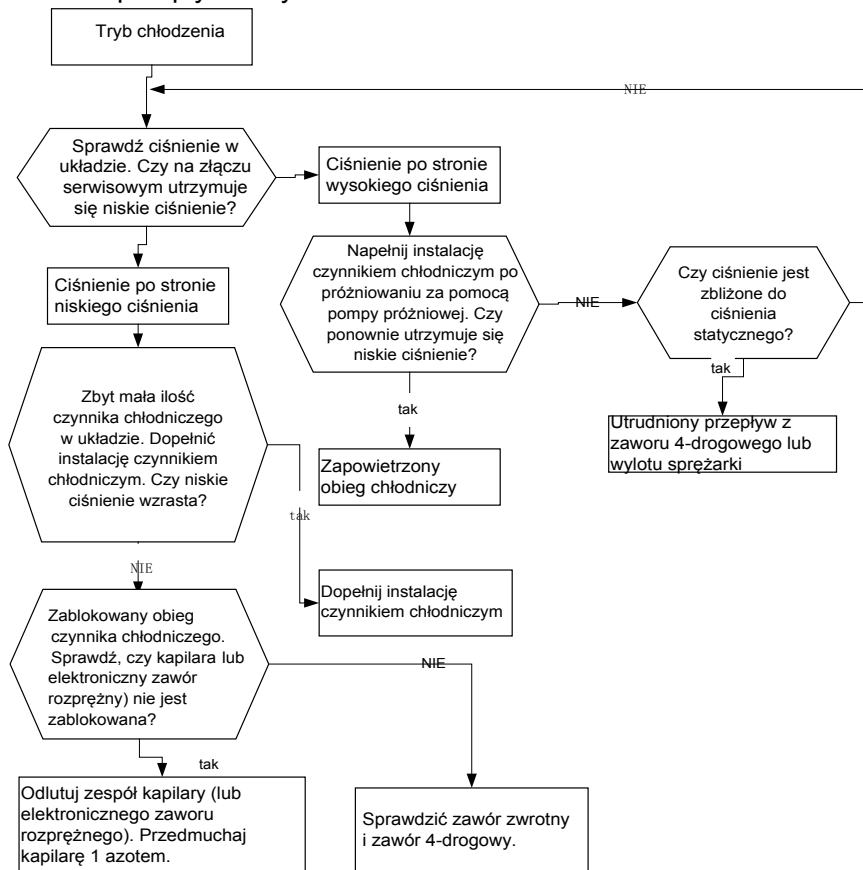 Tryb chłodzenia
NIE
Sprawdź ciśnienie w
układzie. Czy na złączu
serwisowym utrzymuje
się niskie ciśnienie?
Ciśnienie po stronie
wysokiego ciśnienia
Ciśnienie po stronie
niskiego ciśnienia
Napełnij instalację
czynnikiem chłodniczym po
próżniowaniu za pomocą
pompy próżniowej. Czy
ponownie utrzymuje się
niskie ciśnienie?
NIE
Czy ciśnienie jest
zbliżone do
ciśnienia
statycznego?
tak
Utrudniony przepływ z
zaworu 4-drogowego lub
wylotu sprężarki
tak
Zapowietrzony
obieg chłodniczy
Zbyt mała ilość
czynnika chłodniczego
w układzie. Dopełnić
instalację czynnikiem
chłodniczym. Czy niskie
ciśnienie wzrasta?
tak
Dopełnij instalację
czynnikiem chłodniczym
NIE
Zablokowany obieg
czynnika chłodniczego.
Sprawdź, czy kapilara lub
elektroniczny zawór
rozprężny) nie jest
zablokowana?
NIE
tak
Odlutuj zespół kapilary (lub
elektronicznego zaworu
rozprężnego). Przedmuchaj
kapilarę 1 azotem.
Sprawdzić zawór zwrotny
i zawór 4-drogowy.